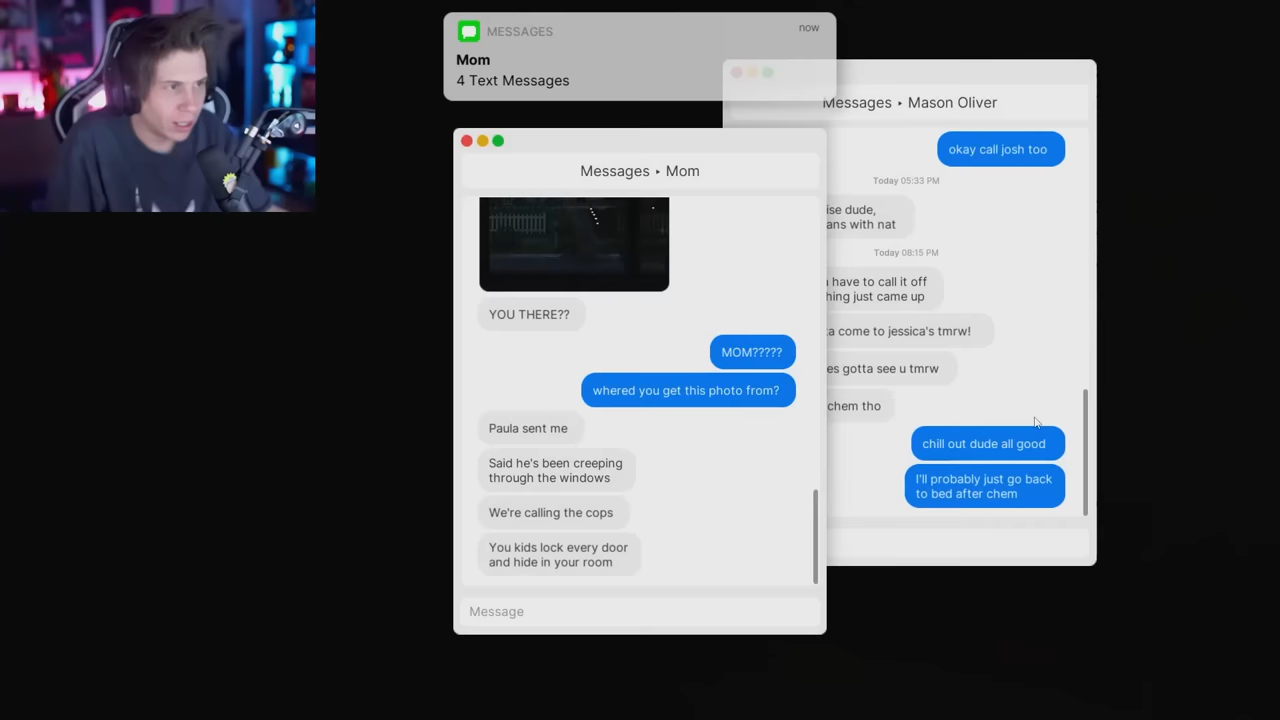 MESSAGES
now
Mom
4 Text Messages
Messages ‣ Mason Oliver
okay call josh too
Today 05:33 PM
dude,
with nat
Today 08:15 PM
have to call it off
just came up
come to jessica's tmrw!
gotta see u tmrw
chem tho
chill out dude all good
I'll probably just go back
to bed after chem
Messages ‣ Mom
YOU THERE??
MOM?????
whered you get this photo from?
Paula sent me
Said he's been creeping
through the windows
We're calling the cops
You kids lock every door
and hide in your room
Message